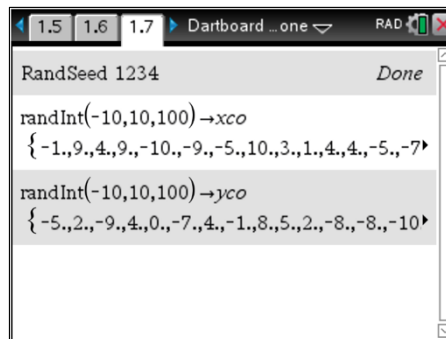 1.5 1.6 1.7 Dartboard ...one RAD
RandSeed 1234 Done
randInt(-10,10,100)→xco
{-1.,9.,4.,9.,-10.,-9.,-5.,10.,3.,1.,4.,4.,-5.,-7
randInt(-10,10,100)→yco
{-5.,2.,-9.,4.,0.,-7.,4.,-1.,8.,5.,2.,-8.,-8.,-10